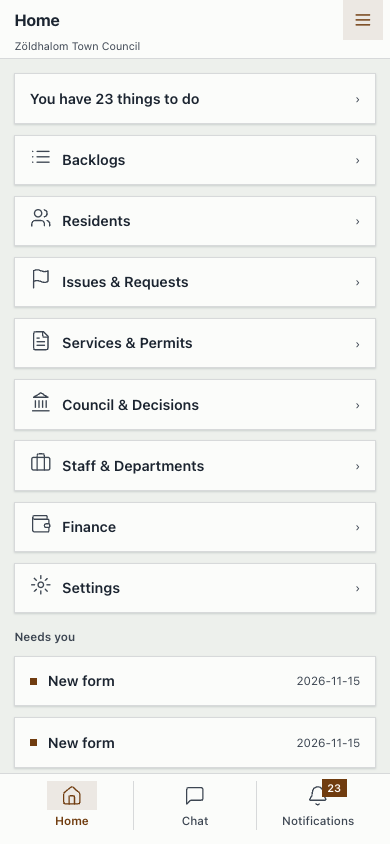 Home
Zöldhalom Town Council
You have 23 things to do
Backlogs
Residents
Issues & Requests
Services & Permits
Council & Decisions
Staff & Departments
Finance
Settings
Needs you
New form 2026-11-15
New form 2026-11-15
23
Home Chat Notifications